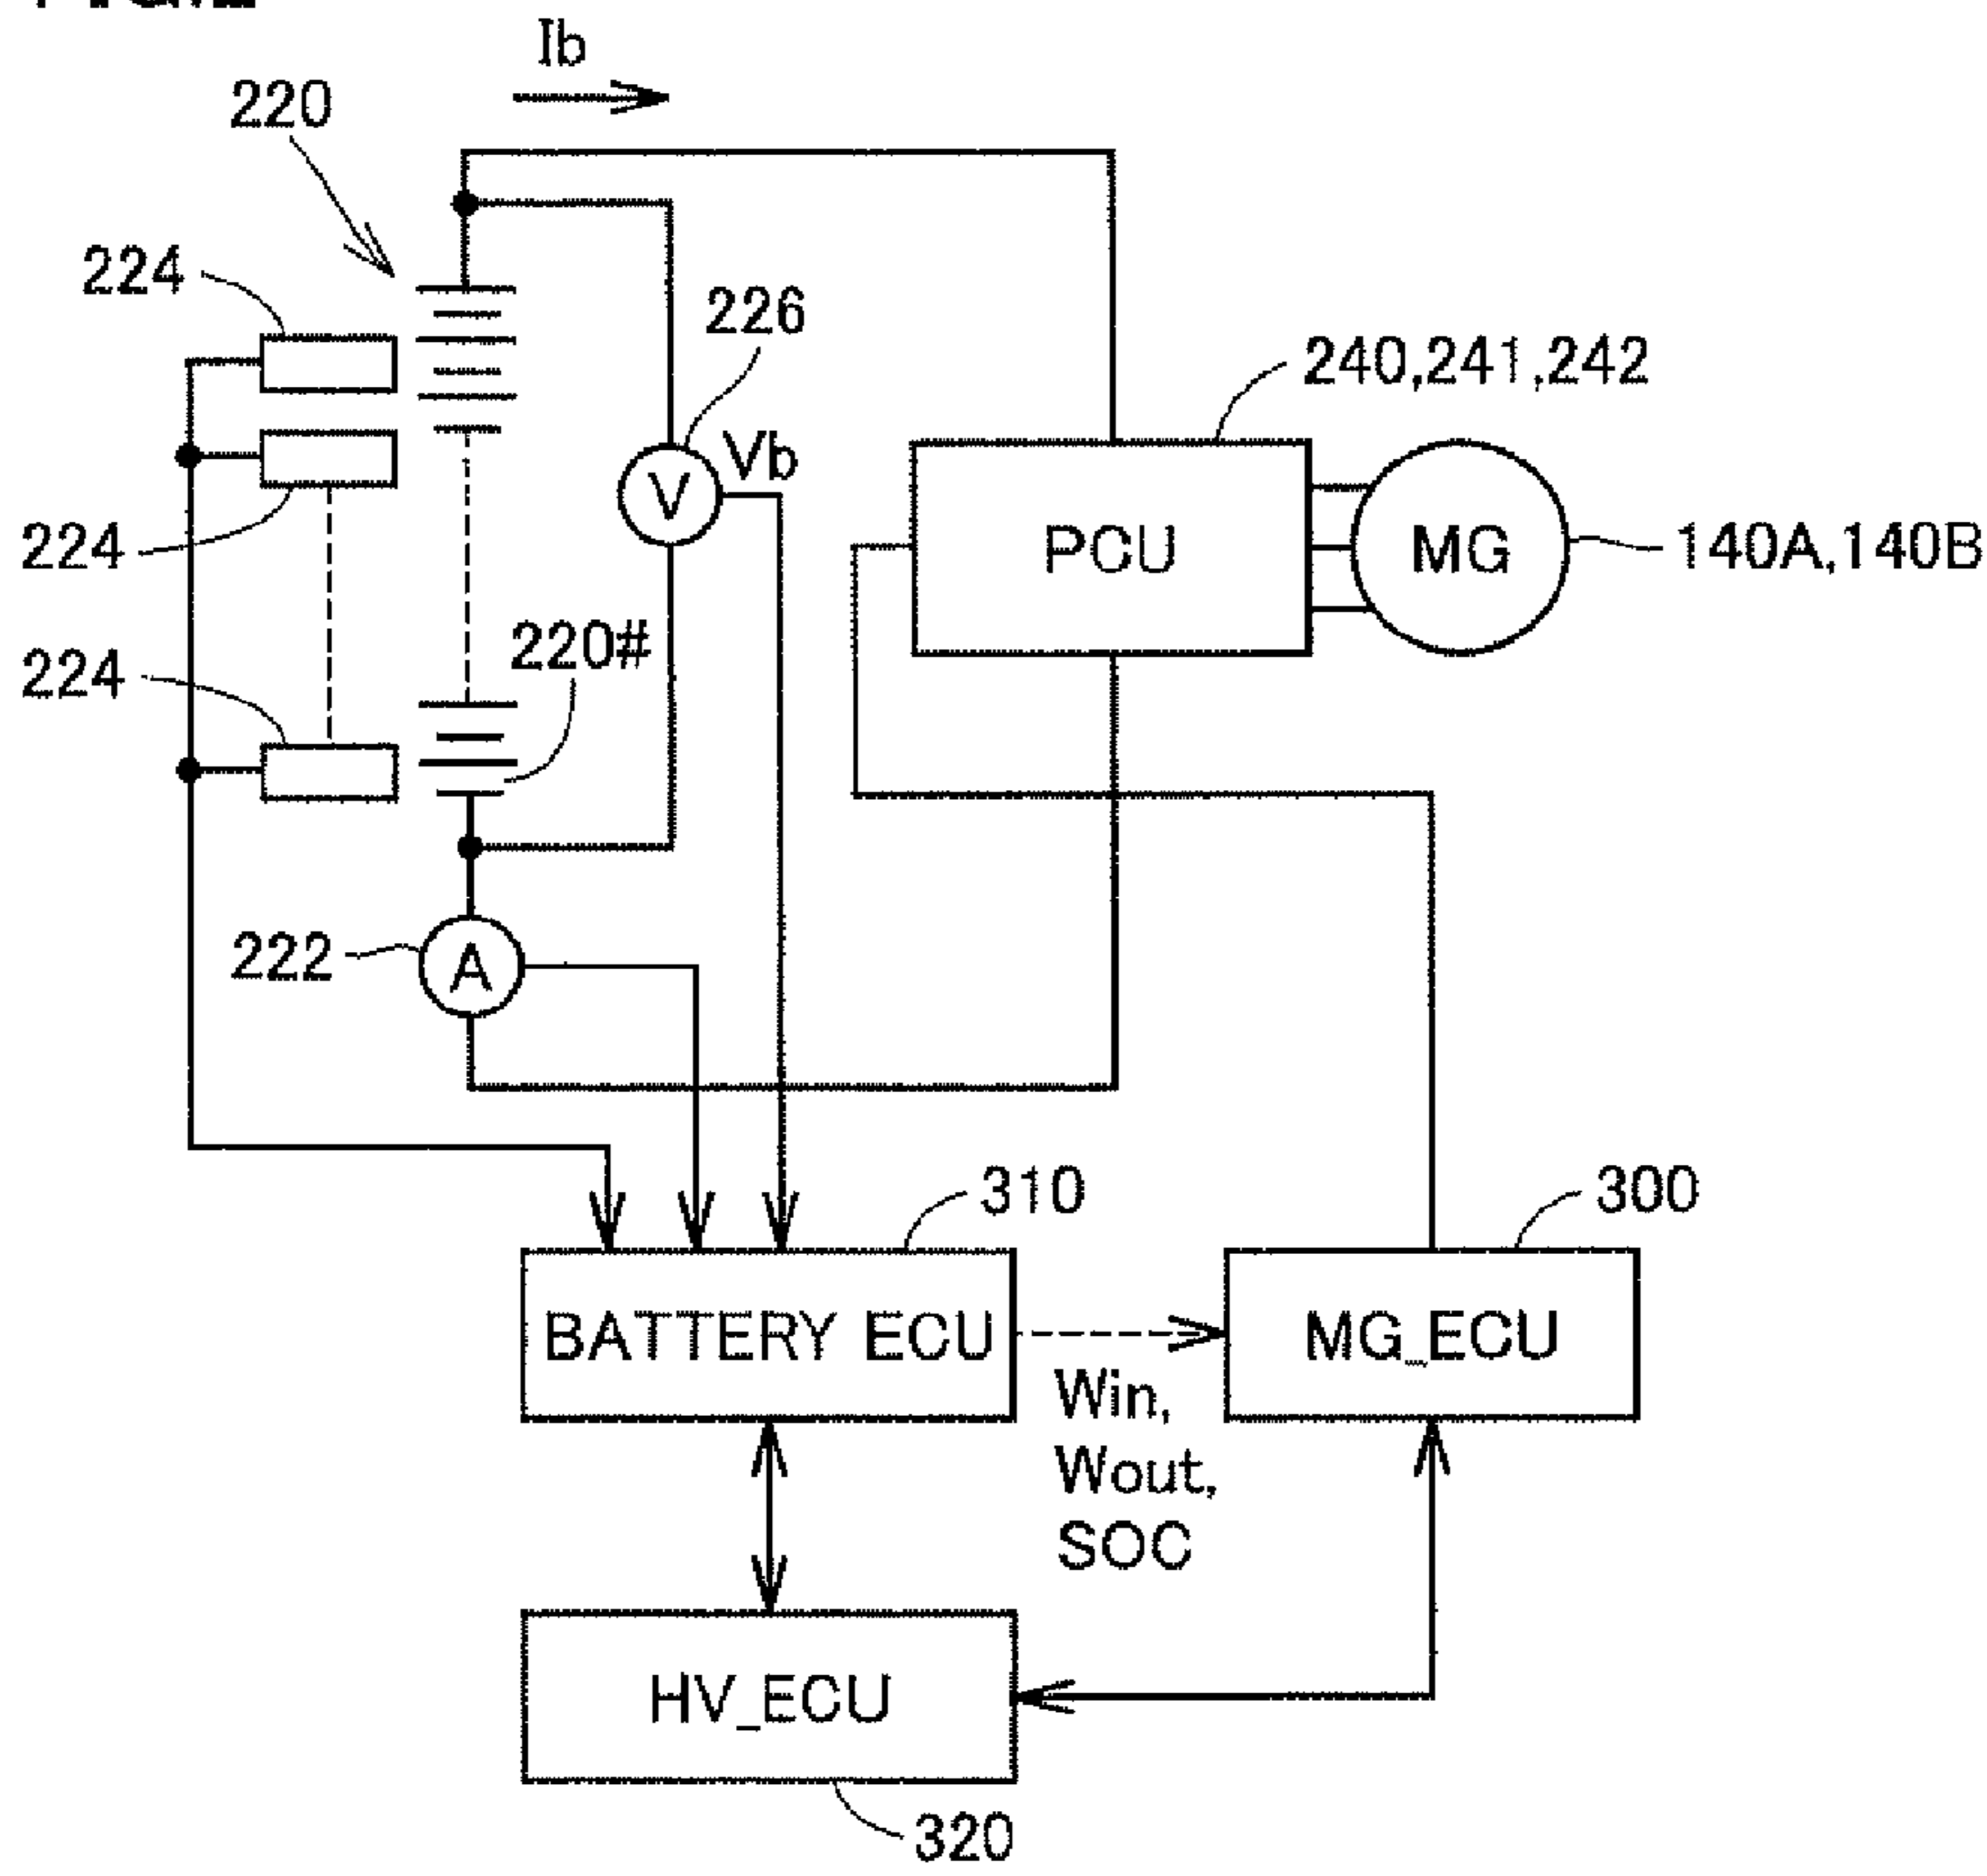 Ib
220
224
226
240,241,242
V
Vb
224
PCU
MG
140A,140B
220#
224
222
A
310
300
BATTERY ECU
MG_ECU
Win,
Wout,
SOC
HV_ECU
320